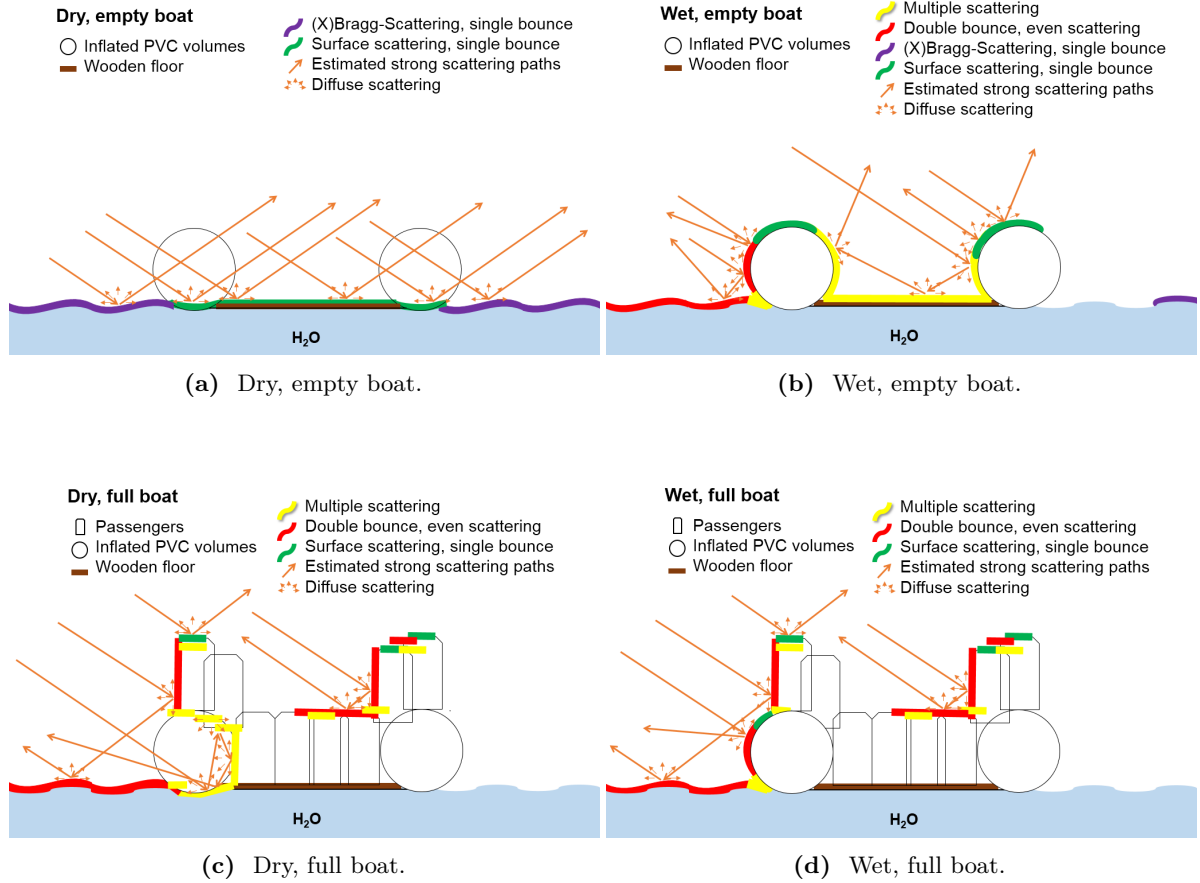 Dry, empty boat
Inflated PVC volumes
Wooden floor
(X)Bragg-Scattering, single bounce
Surface scattering, single bounce
Estimated strong scattering paths
Diffuse scattering
H2O
(a) Dry, empty boat.
Wet, empty boat
Inflated PVC volumes
Wooden floor
Multiple scattering
Double bounce, even scattering
(X)Bragg-Scattering, single bounce
Surface scattering, single bounce
Estimated strong scattering paths
Diffuse scattering
H2O
(b) Wet, empty boat.
Dry, full boat
Passengers
Inflated PVC volumes
Wooden floor
Multiple scattering
Double bounce, even scattering
Surface scattering, single bounce
Estimated strong scattering paths
Diffuse scattering
H2O
(c) Dry, full boat.
Wet, full boat
Passengers
Inflated PVC volumes
Wooden floor
Multiple scattering
Double bounce, even scattering
Surface scattering, single bounce
Estimated strong scattering paths
Diffuse scattering
H2O
(d) Wet, full boat.